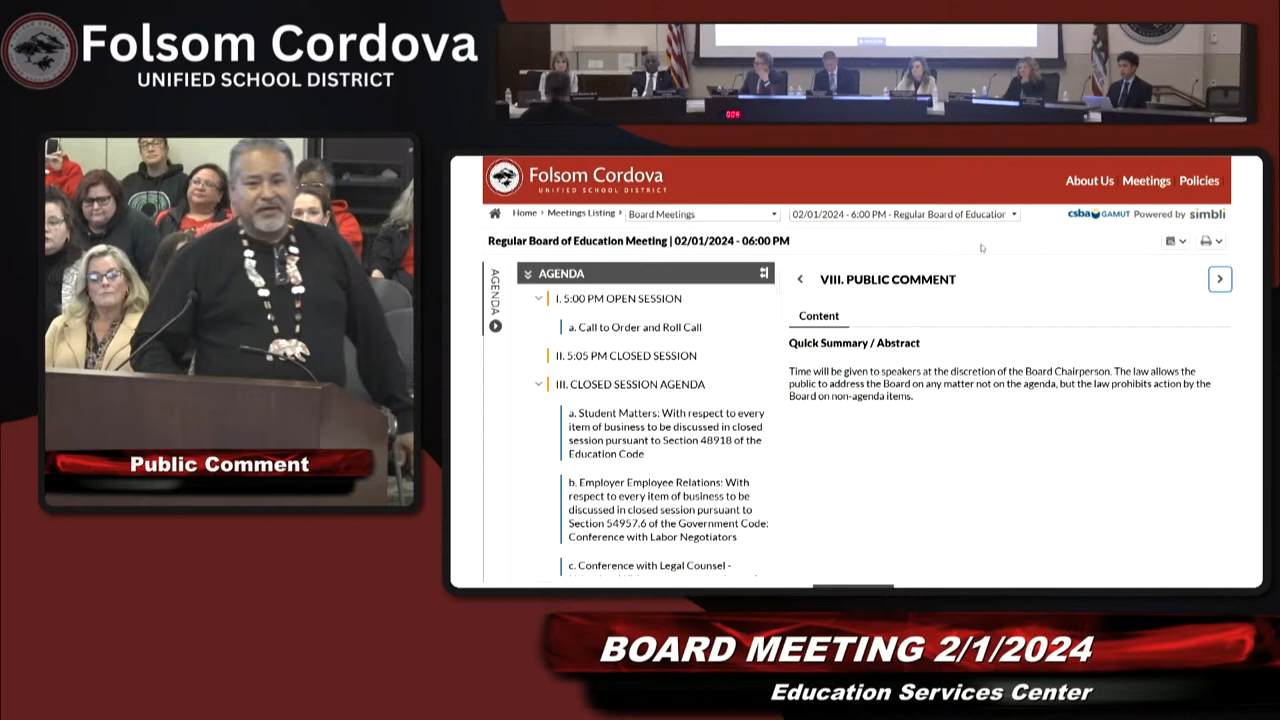 Folsom Cordova
UNIFIED SCHOOL DISTRICT
Public Comment
Folsom Cordova
UNIFIED SCHOOL DISTRICT
About Us Meetings Policies
Home > Meetings Listing > Board Meetings
02/01/2024 - 6:00 PM - Regular Board of Educatior
csba GAMUT Powered by simbli
Regular Board of Education Meeting | 02/01/2024 - 06:00 PM
AGENDA
AGENDA
I. 5:00 PM OPEN SESSION
a. Call to Order and Roll Call
II. 5:05 PM CLOSED SESSION
III. CLOSED SESSION AGENDA
a. Student Matters: With respect to every
item of business to be discussed in closed
session pursuant to Section 48918 of the
Education Code
b. Employer Employee Relations: With
respect to every item of business to be
discussed in closed session pursuant to
Section 54957.6 of the Government Code:
Conference with Labor Negotiators
c. Conference with Legal Counsel -
VIII. PUBLIC COMMENT
Content
Quick Summary / Abstract
Time will be given to speakers at the discretion of the Board Chairperson. The law allows the
public to address the Board on any matter not on the agenda, but the law prohibits action by the
Board on non-agenda items.
BOARD MEETING 2/1/2024
Education Services Center